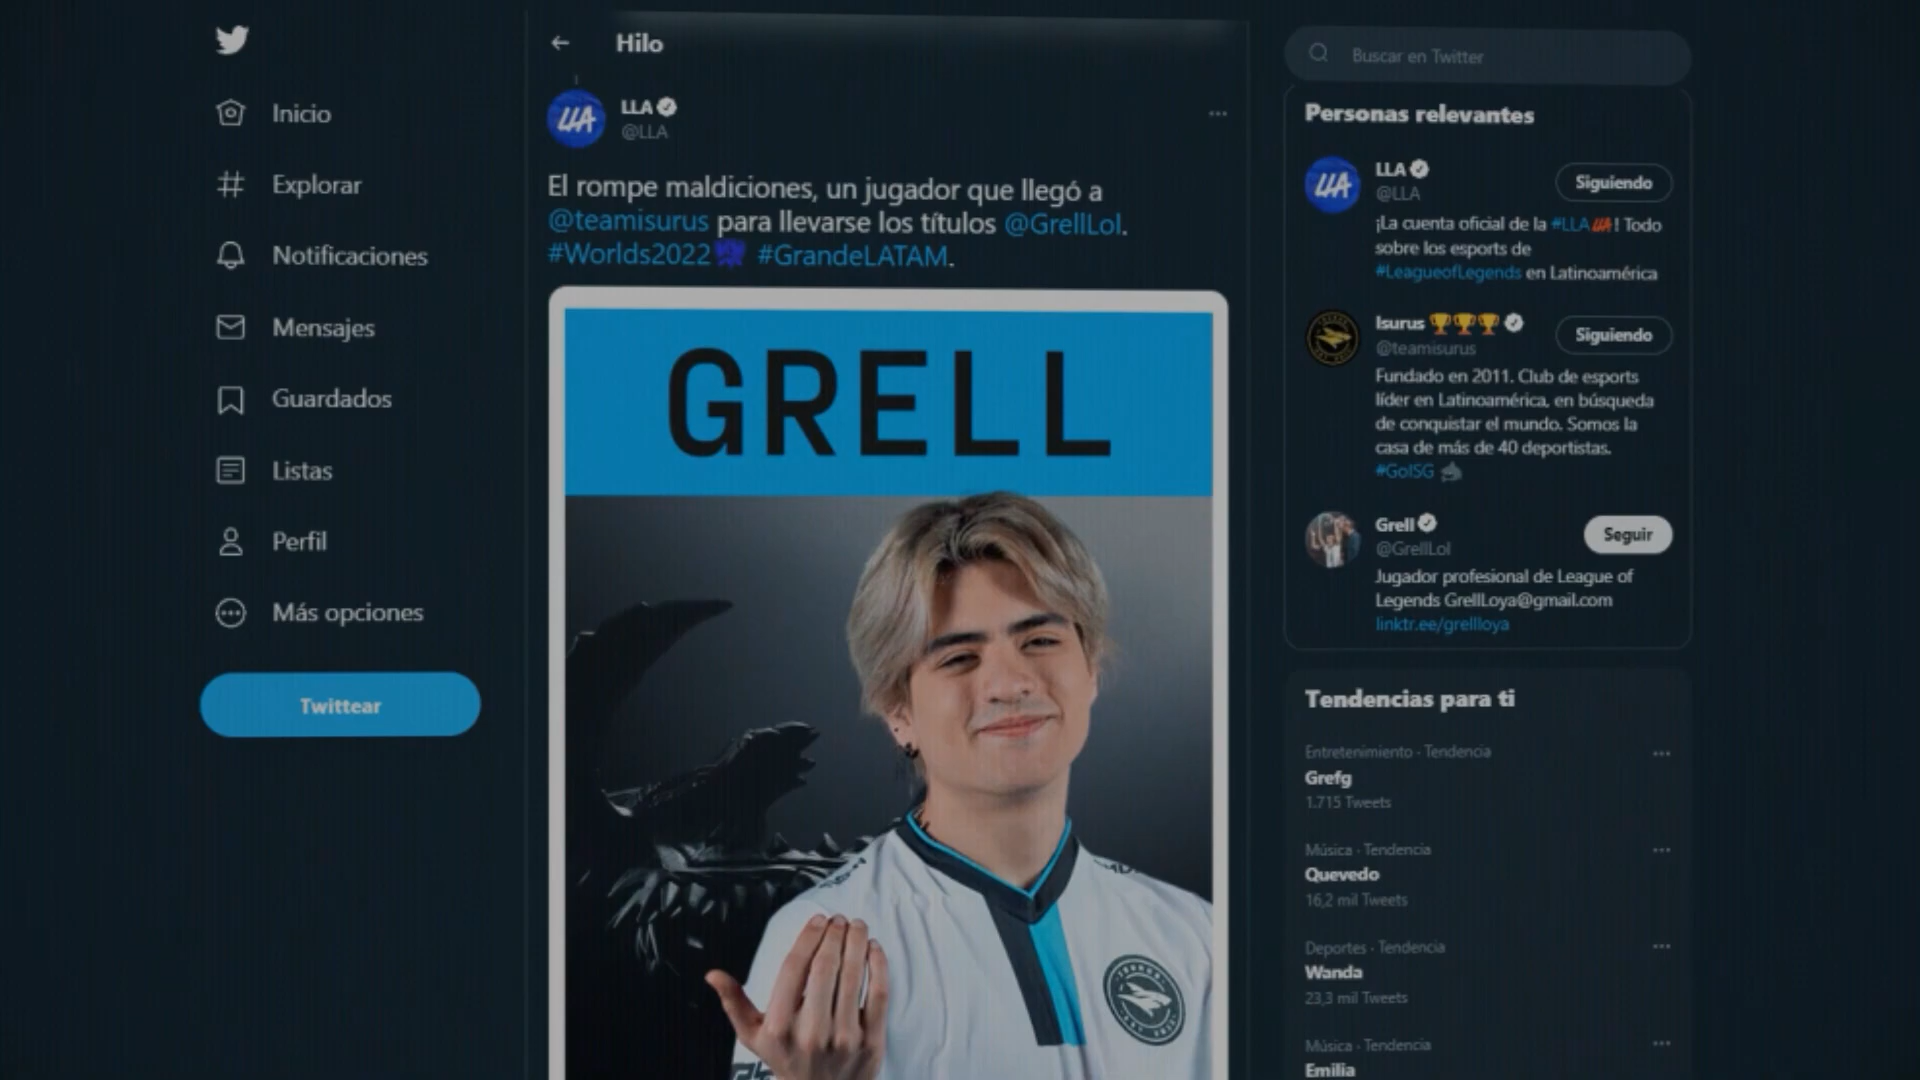 Inicio
Explorar
Notificaciones
Mensajes
Guardados
Listas
Perfil
Más opciones
Twittear
Hilo
LLA
LLA
@LLA
El rompe maldiciones, un jugador que llegó a
@teamisurus para llevarse los títulos @GrellLol.
#Worlds2022 #GrandeLATAM.
GRELL
Buscar en Twitter
Personas relevantes
LLA
LLA
@LLA
Siguiendo
¡La cuenta oficial de la #LLA! Todo
sobre los esports de
#LeagueofLegends en Latinoamérica
Isurus
@teamisurus
Siguiendo
Fundado en 2011. Club de esports
líder en Latinoamérica, en búsqueda
de conquistar el mundo. Somos la
casa de más de 40 deportistas.
#GoISG
Grell
@GrellLol
Seguir
Jugador profesional de League of
Legends GrellLoya@gmail.com
linktr.ee/grellloya
Tendencias para ti
Entretenimiento · Tendencia
Grefg
1.715 Tweets
Música · Tendencia
Quevedo
16,2 mil Tweets
Deportes · Tendencia
Wanda
23,3 mil Tweets
Música · Tendencia
Emilia